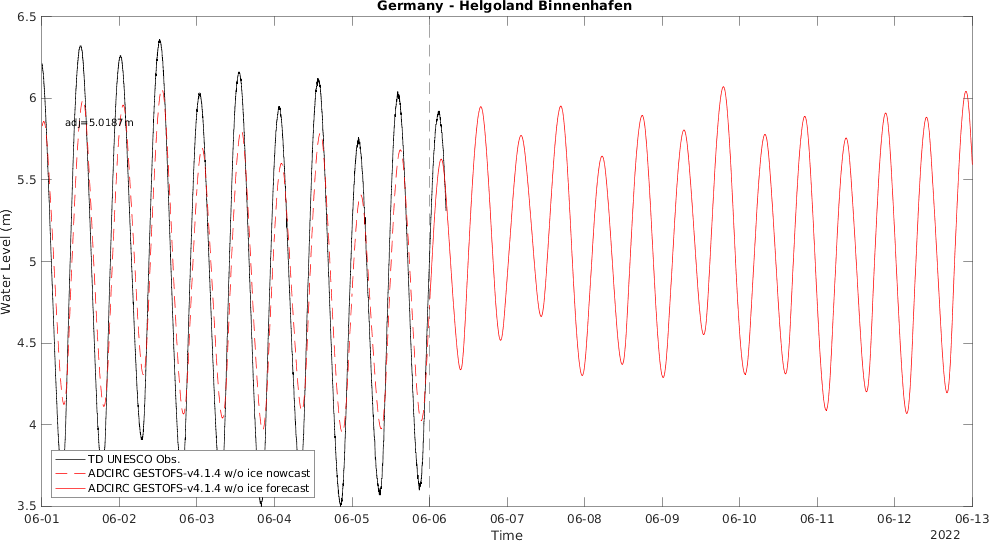 Germany - Helgoland Binnenhafen
6.5
6
5.5
5
4.5
4
3.5
Water Level (m)
adj=5.0187m
TD UNESCO Obs.
ADCIRC GESTOFS-v4.1.4 w/o ice nowcast
ADCIRC GESTOFS-v4.1.4 w/o ice forecast
06-01 06-02 06-03 06-04 06-05 06-06 06-07 06-08 06-09 06-10 06-11 06-12 06-13
Time
2022